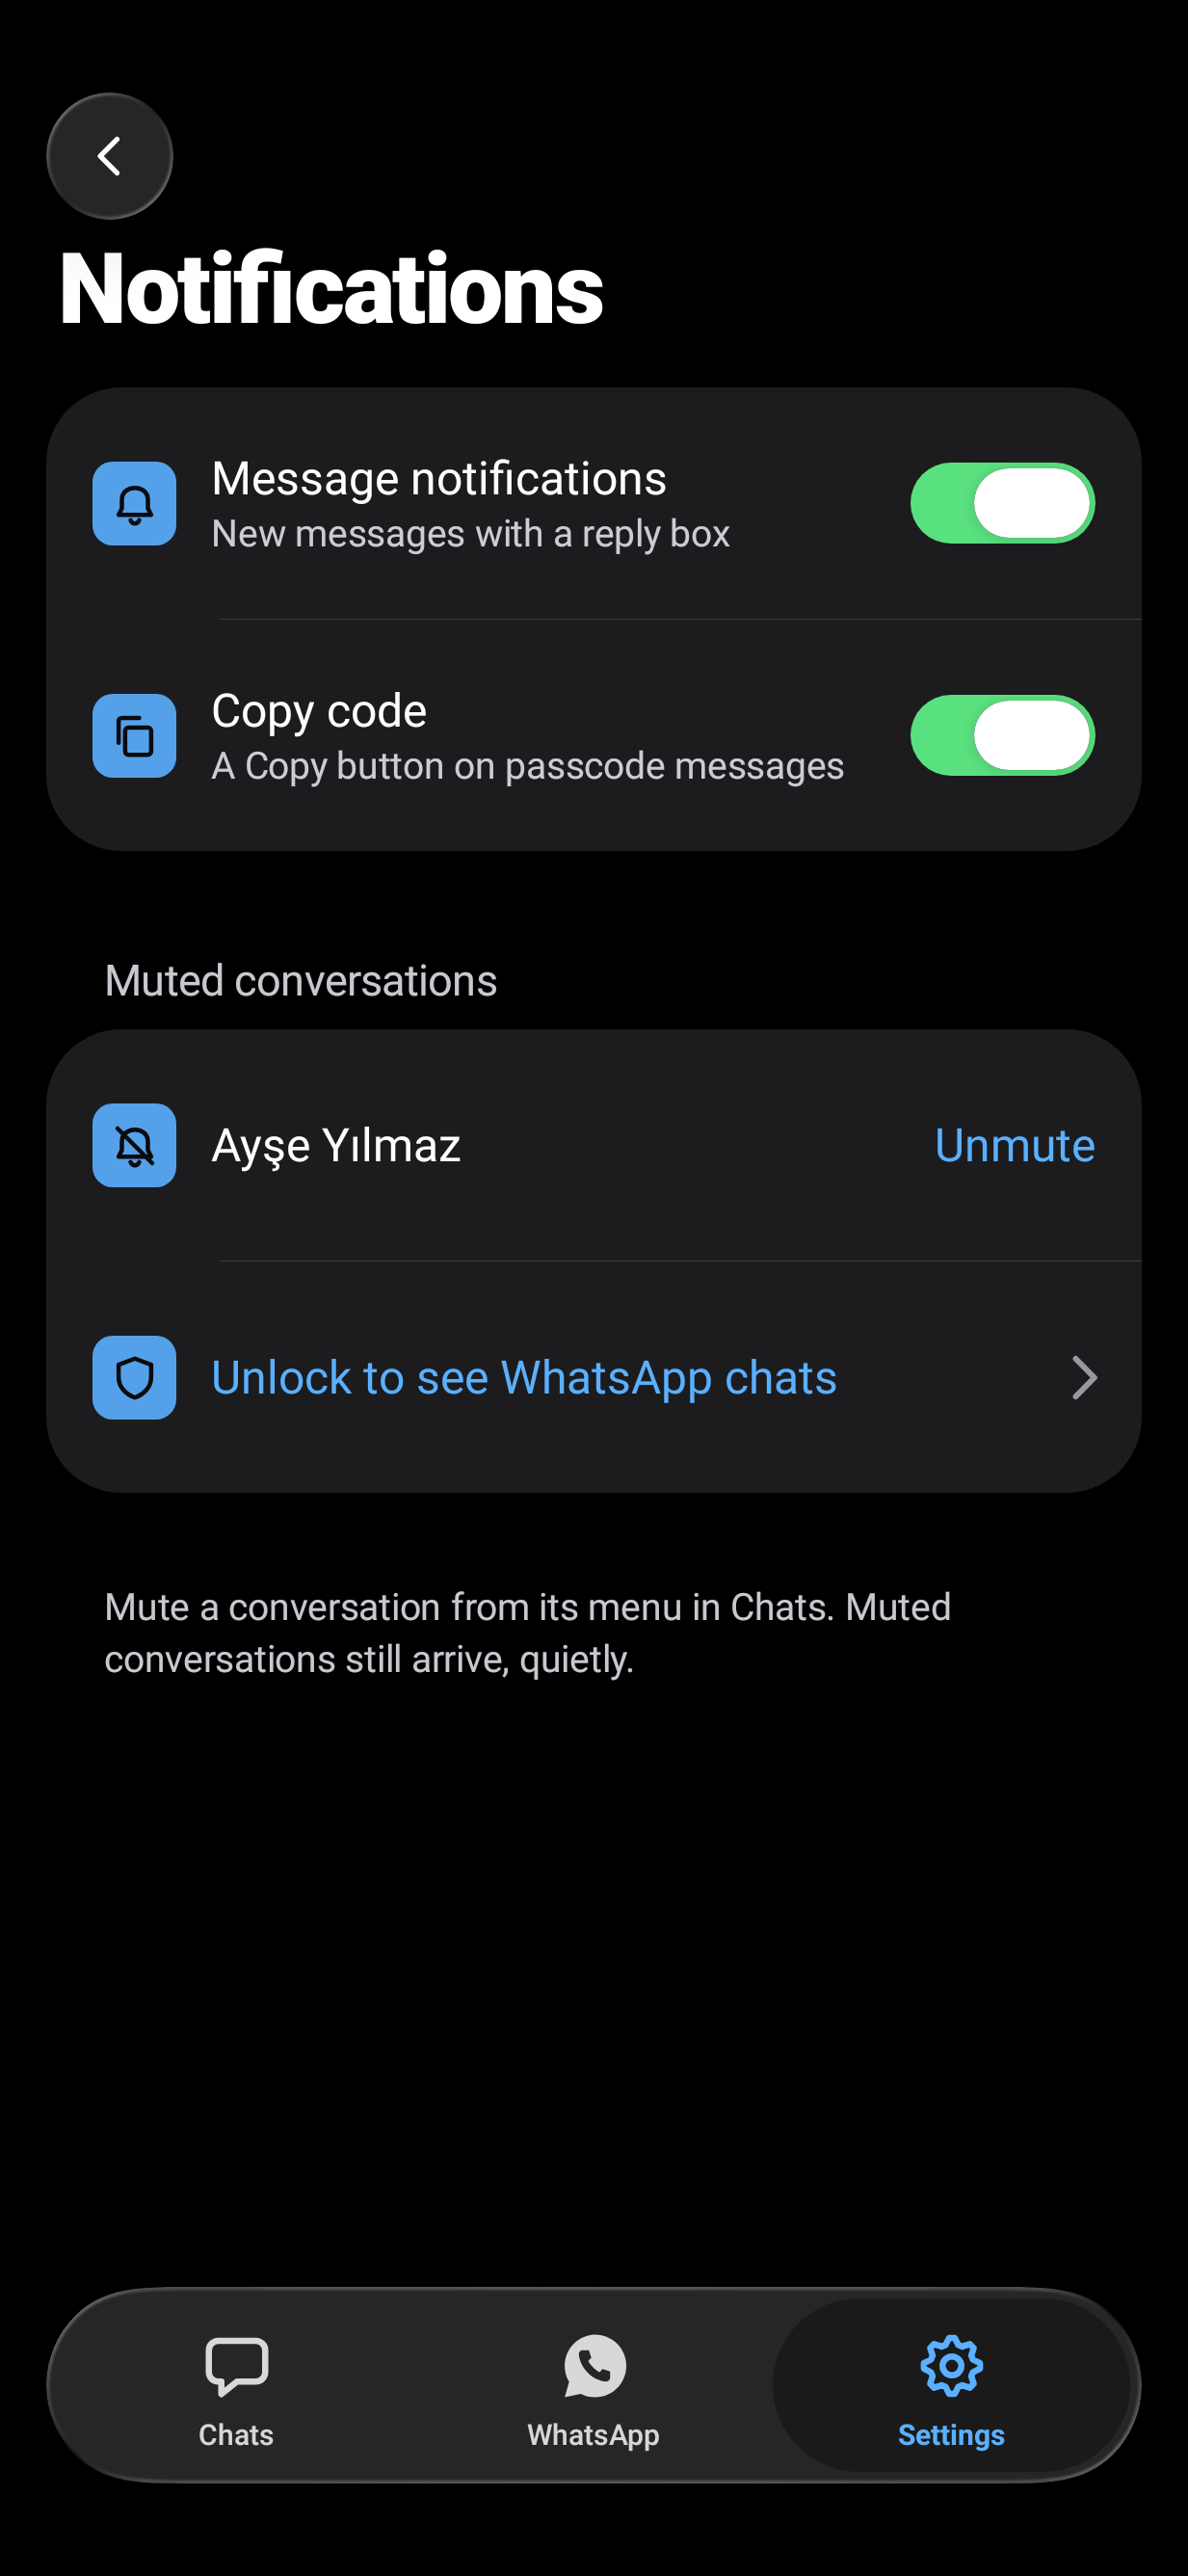 Notifications
Message notifications
New messages with a reply box
Copy code
A Copy button on passcode messages
Muted conversations
Ayşe Yılmaz
Unmute
Unlock to see WhatsApp chats
Mute a conversation from its menu in Chats. Muted
conversations still arrive, quietly.
Chats
WhatsApp
Settings